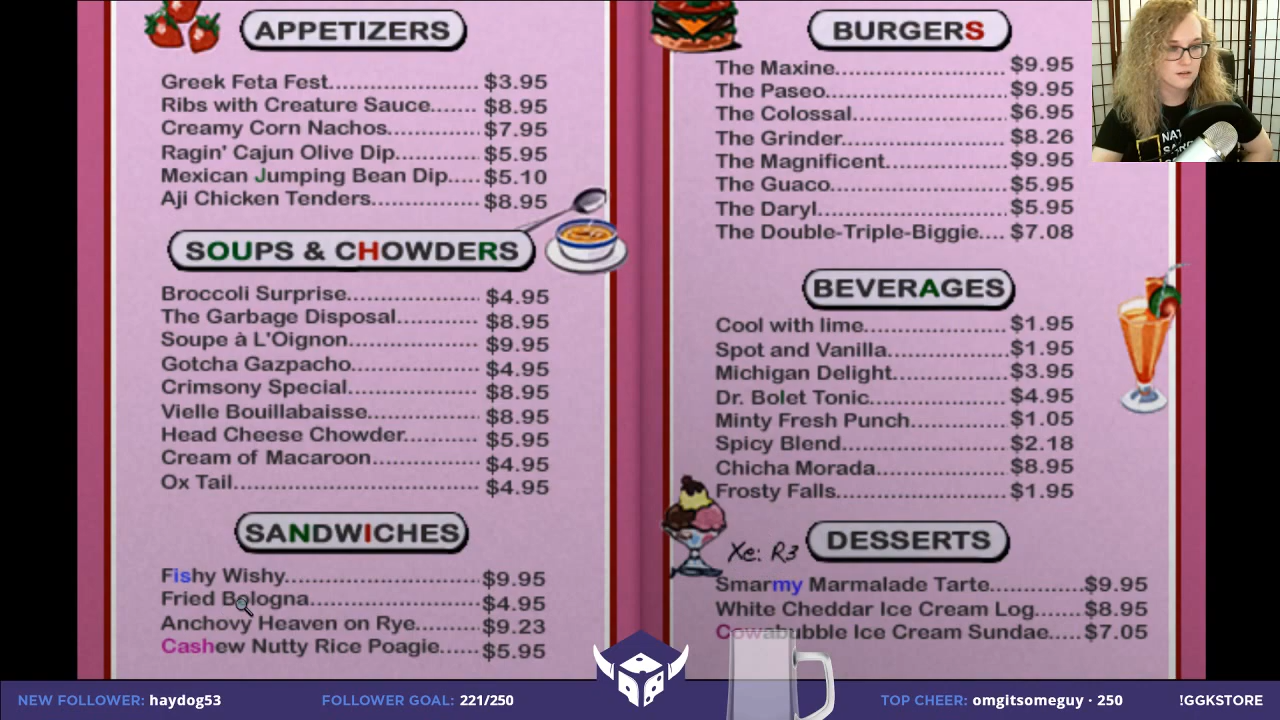 APPETIZERS
Greek Feta Fest........................$3.95
Ribs with Creature Sauce.......$8.95
Creamy Corn Nachos..............$7.95
Ragin' Cajun Olive Dip.............$5.95
Mexican Jumping Bean Dip.....$5.10
Aji Chicken Tenders.................$8.95
SOUPS & CHOWDERS
Broccoli Surprise.....................$4.95
The Garbage Disposal.............$8.95
Soupe à L'Oignon....................$9.95
Gotcha Gazpacho....................$4.95
Crimsony Special.....................$8.95
Vielle Bouillabaisse..................$8.95
Head Cheese Chowder............$5.95
Cream of Macaroon.................$4.95
Ox Tail.....................................$4.95
SANDWICHES
Fishy Wishy..............................$9.95
Fried Bologna..........................$4.95
Anchovy Heaven on Rye.........$9.23
Cashew Nutty Rice Poagie......$5.95
BURGERS
The Maxine..........................$9.95
The Paseo............................$9.95
The Colossal........................$6.95
The Grinder.........................$8.26
The Magnificent...................$9.95
The Guaco...........................$5.95
The Daryl.............................$5.95
The Double-Triple-Biggie....$7.08
BEVERAGES
Cool with lime......................$1.95
Spot and Vanilla...................$1.95
Michigan Delight..................$3.95
Dr. Bolet Tonic.....................$4.95
Minty Fresh Punch...............$1.05
Spicy Blend..........................$2.18
Chicha Morada.....................$8.95
Frosty Falls...........................$1.95
Xe: R3
DESSERTS
Smarmy Marmalade Tarte...............$9.95
White Cheddar Ice Cream Log.......$8.95
Cowabubble Ice Cream Sundae.....$7.05
NEW FOLLOWER: haydog53
FOLLOWER GOAL: 221/250
TOP CHEER: omgitsomeguy · 250
!GGKSTORE